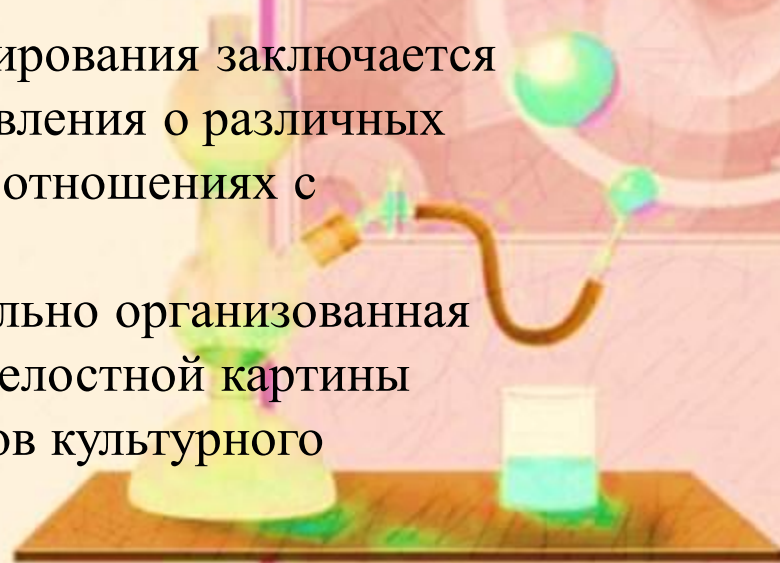 ирования заключается
вления о различных
отношениях с
льно организованная
елостной картины
ов культурного